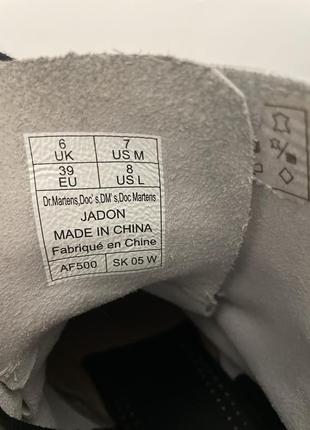 6 7
UK US M
39 8
EU US L
Dr.Martens,Doc's,DM's,Doc Martens
JADON
MADE IN CHINA
Fabriqué en Chine
AF500 SK 05 W